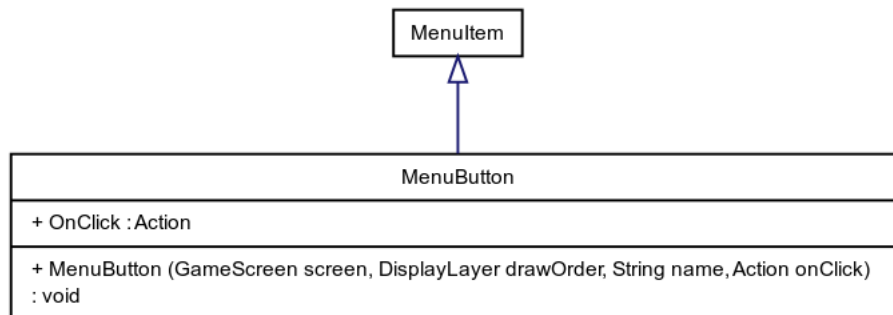 MenuItem
MenuButton
+ OnClick : Action
+ MenuButton (GameScreen screen, DisplayLayer drawOrder, String name, Action onClick)
: void